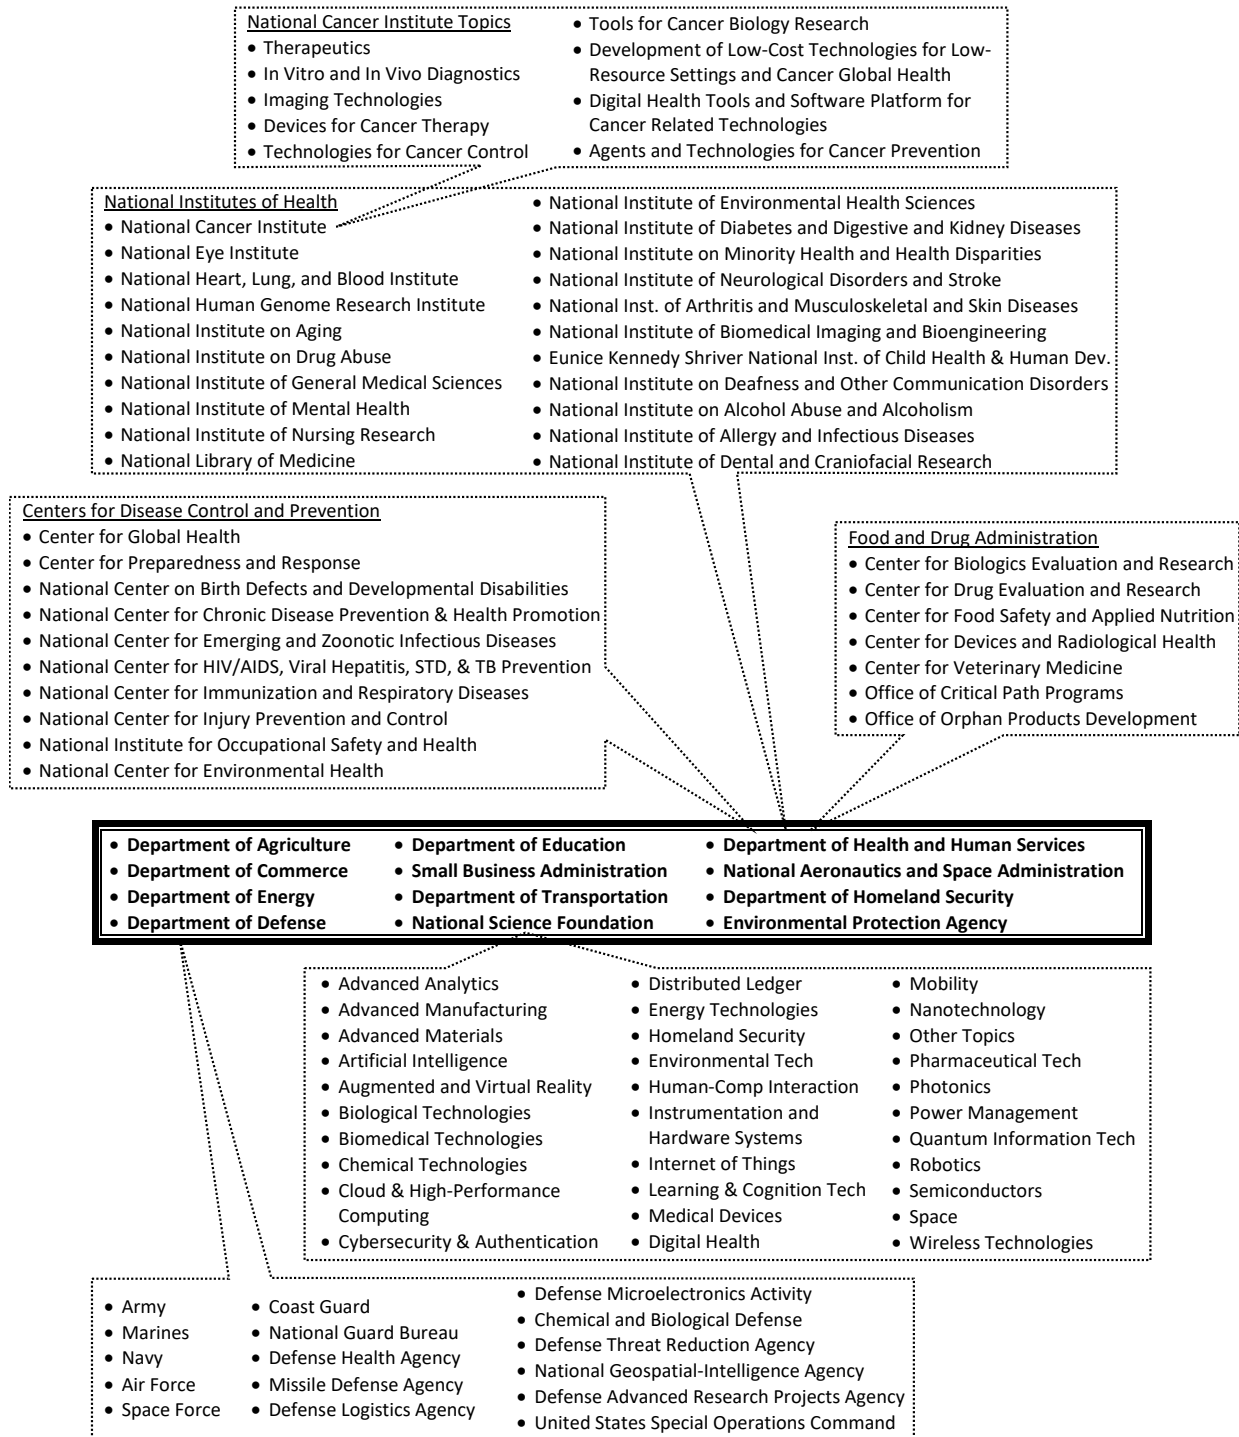 National Cancer Institute Topics
• Therapeutics
• In Vitro and In Vivo Diagnostics
• Imaging Technologies
• Devices for Cancer Therapy
• Technologies for Cancer Control
• Tools for Cancer Biology Research
• Development of Low-Cost Technologies for Low-
Resource Settings and Cancer Global Health
• Digital Health Tools and Software Platform for
Cancer Related Technologies
• Agents and Technologies for Cancer Prevention
National Institutes of Health
• National Cancer Institute
• National Eye Institute
• National Heart, Lung, and Blood Institute
• National Human Genome Research Institute
• National Institute on Aging
• National Institute on Drug Abuse
• National Institute of General Medical Sciences
• National Institute of Mental Health
• National Institute of Nursing Research
• National Library of Medicine
• National Institute of Environmental Health Sciences
• National Institute of Diabetes and Digestive and Kidney Diseases
• National Institute on Minority Health and Health Disparities
• National Institute of Neurological Disorders and Stroke
• National Inst. of Arthritis and Musculoskeletal and Skin Diseases
• National Institute of Biomedical Imaging and Bioengineering
• Eunice Kennedy Shriver National Inst. of Child Health & Human Dev.
• National Institute on Deafness and Other Communication Disorders
• National Institute on Alcohol Abuse and Alcoholism
• National Institute of Allergy and Infectious Diseases
• National Institute of Dental and Craniofacial Research
Centers for Disease Control and Prevention
• Center for Global Health
• Center for Preparedness and Response
• National Center on Birth Defects and Developmental Disabilities
• National Center for Chronic Disease Prevention & Health Promotion
• National Center for Emerging and Zoonotic Infectious Diseases
• National Center for HIV/AIDS, Viral Hepatitis, STD, & TB Prevention
• National Center for Immunization and Respiratory Diseases
• National Center for Injury Prevention and Control
• National Institute for Occupational Safety and Health
• National Center for Environmental Health
Food and Drug Administration
• Center for Biologics Evaluation and Research
• Center for Drug Evaluation and Research
• Center for Food Safety and Applied Nutrition
• Center for Devices and Radiological Health
• Center for Veterinary Medicine
• Office of Critical Path Programs
• Office of Orphan Products Development
• Department of Agriculture
• Department of Commerce
• Department of Energy
• Department of Defense
• Department of Education
• Small Business Administration
• Department of Transportation
• National Science Foundation
• Department of Health and Human Services
• National Aeronautics and Space Administration
• Department of Homeland Security
• Environmental Protection Agency
• Advanced Analytics
• Advanced Manufacturing
• Advanced Materials
• Artificial Intelligence
• Augmented and Virtual Reality
• Biological Technologies
• Biomedical Technologies
• Chemical Technologies
• Cloud & High-Performance
Computing
• Cybersecurity & Authentication
• Distributed Ledger
• Energy Technologies
• Homeland Security
• Environmental Tech
• Human-Comp Interaction
• Instrumentation and
Hardware Systems
• Internet of Things
• Learning & Cognition Tech
• Medical Devices
• Digital Health
• Mobility
• Nanotechnology
• Other Topics
• Pharmaceutical Tech
• Photonics
• Power Management
• Quantum Information Tech
• Robotics
• Semiconductors
• Space
• Wireless Technologies
• Army
• Marines
• Navy
• Air Force
• Space Force
• Coast Guard
• National Guard Bureau
• Defense Health Agency
• Missile Defense Agency
• Defense Logistics Agency
• Defense Microelectronics Activity
• Chemical and Biological Defense
• Defense Threat Reduction Agency
• National Geospatial-Intelligence Agency
• Defense Advanced Research Projects Agency
• United States Special Operations Command